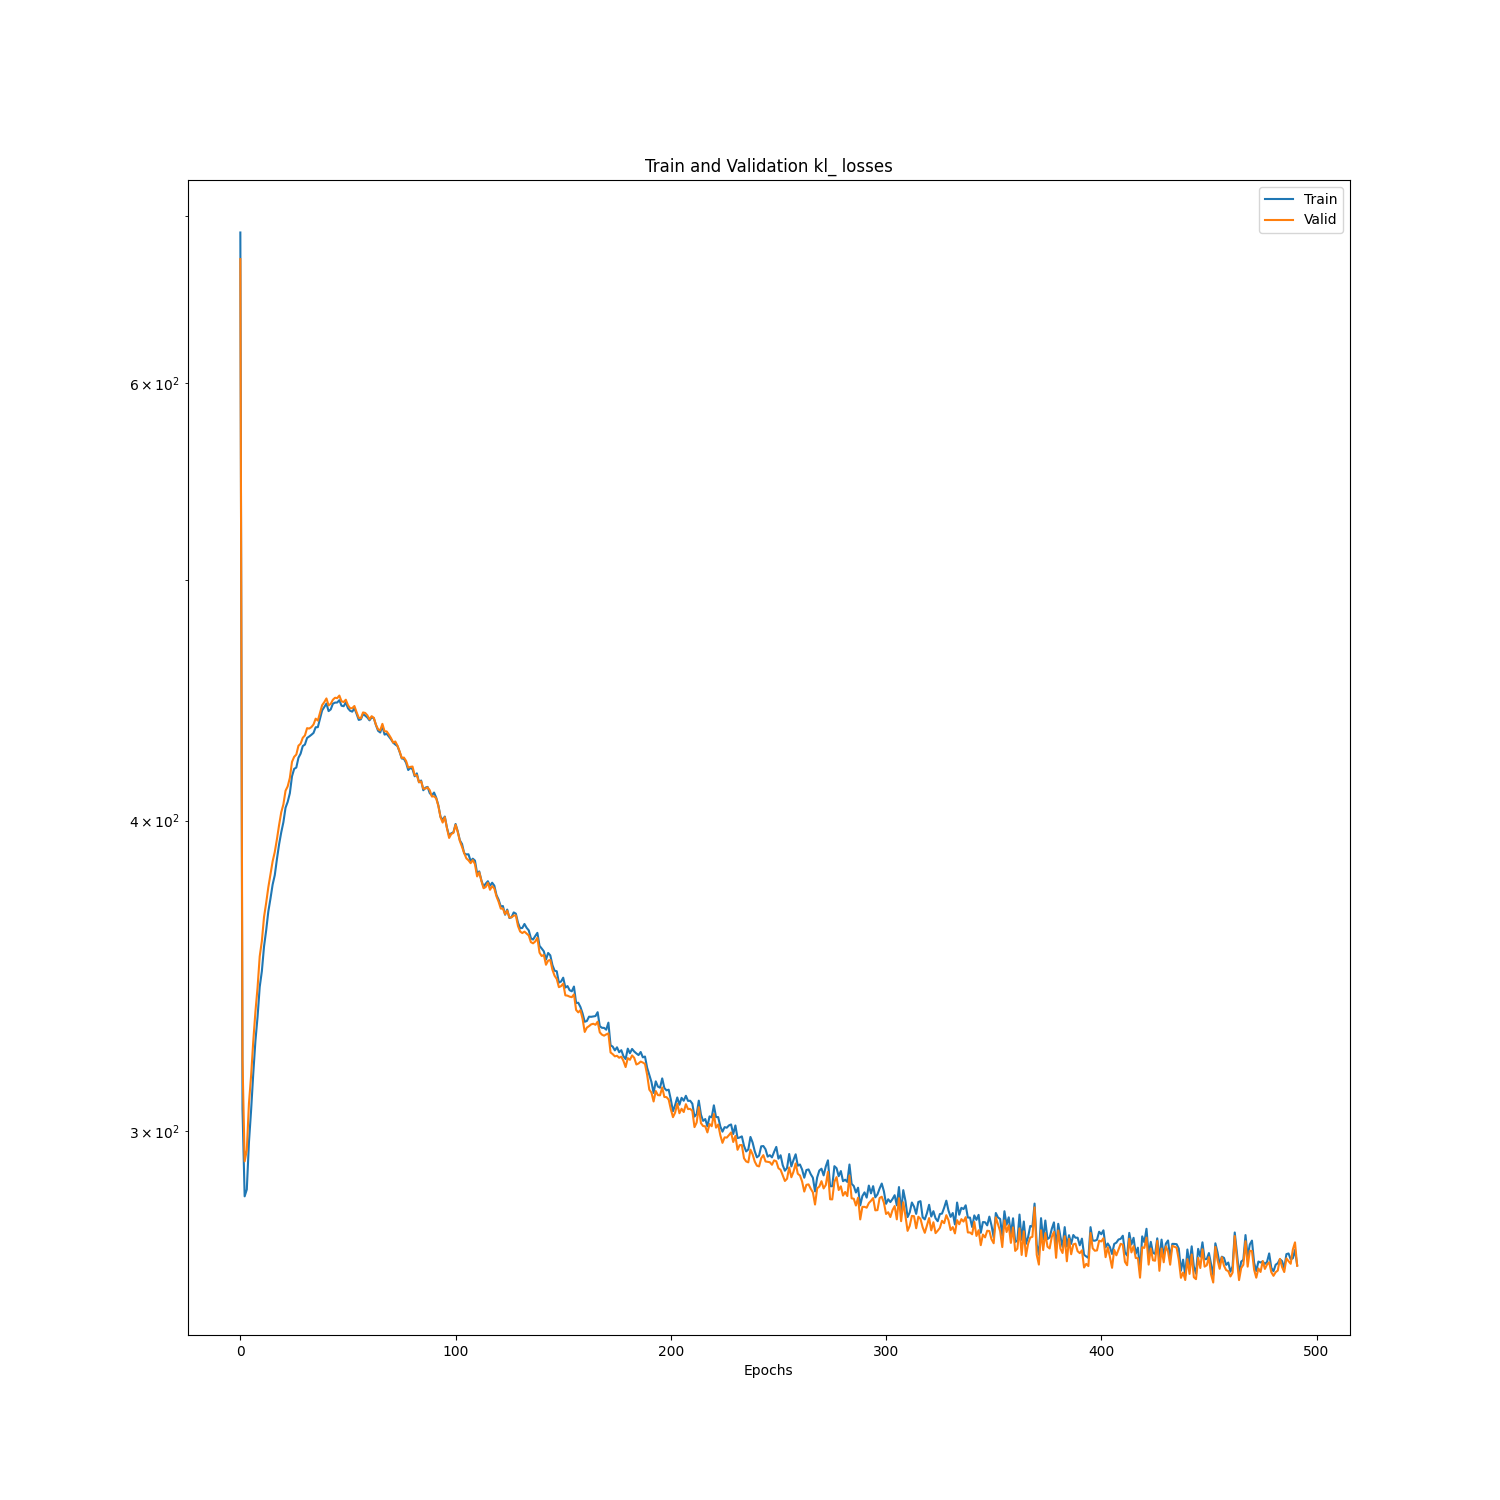 Train and Validation kl_ losses
Train
Valid
6 × 10²
4 × 10²
3 × 10²
0 100 200 300 400 500
Epochs